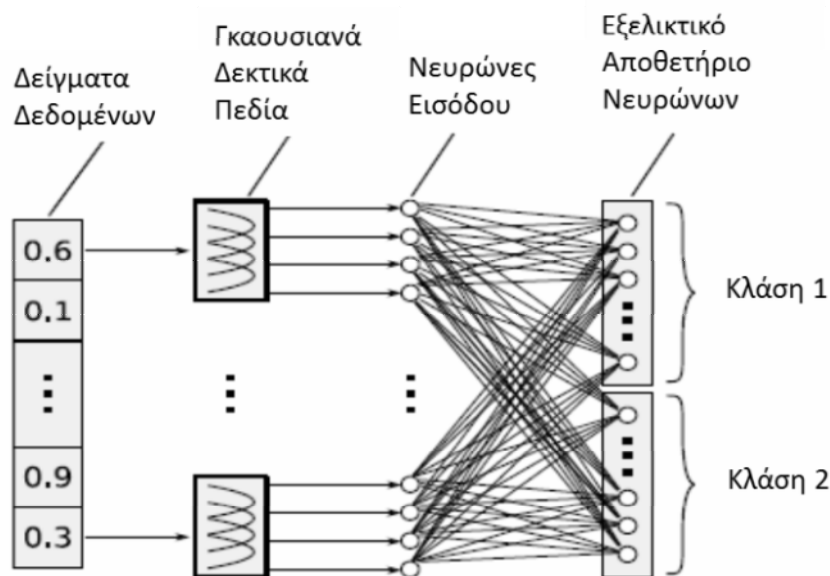 Δείγματα
Δεδομένων
Γκαουσιανά
Δεκτικά
Πεδία
Νευρώνες
Εισόδου
Εξελικτικό
Αποθετήριο
Νευρώνων
0.6
0.1
0.9
0.3
Κλάση 1
Κλάση 2